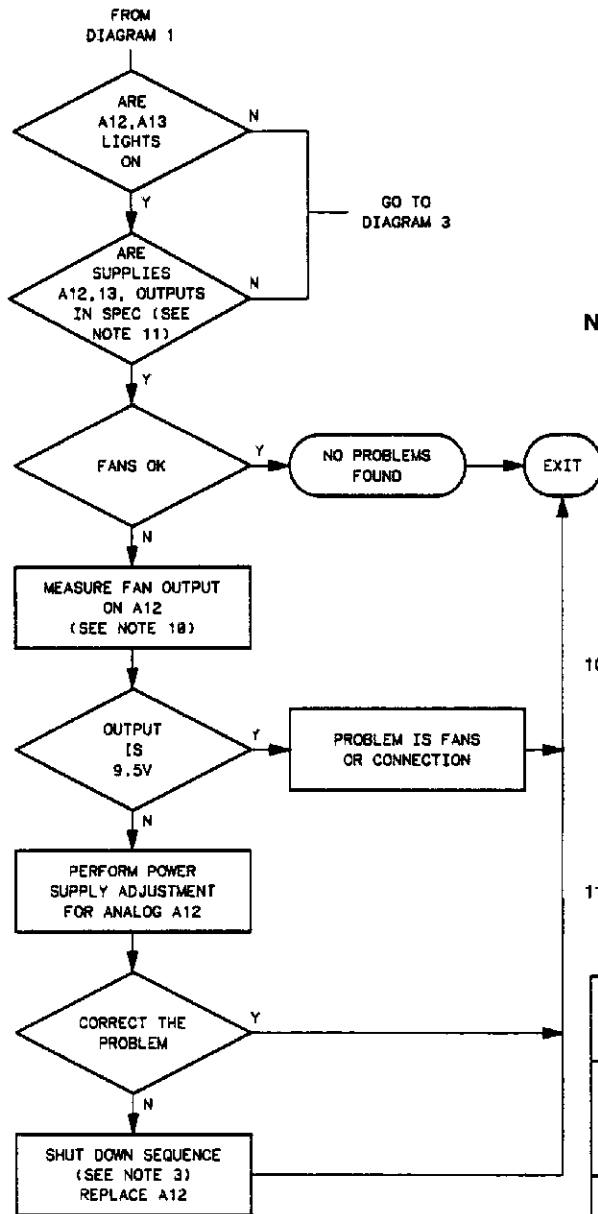 FROM
DIAGRAM 1
ARE
A12,A13
LIGHTS
ON
N
Y
GO TO
DIAGRAM 3
ARE
SUPPLIES
A12,13, OUTPUTS
IN SPEC (SEE
NOTE 11)
N
Y
FANS OK
Y
NO PROBLEMS
FOUND
EXIT
N
MEASURE FAN OUTPUT
ON A12
(SEE NOTE 10)
OUTPUT
IS
9.5V
Y
PROBLEM IS FANS
OR CONNECTION
N
PERFORM POWER
SUPPLY ADJUSTMENT
FOR ANALOG A12
CORRECT THE
PROBLEM
Y
N
SHUT DOWN SEQUENCE
(SEE NOTE 3)
REPLACE A12
N
10